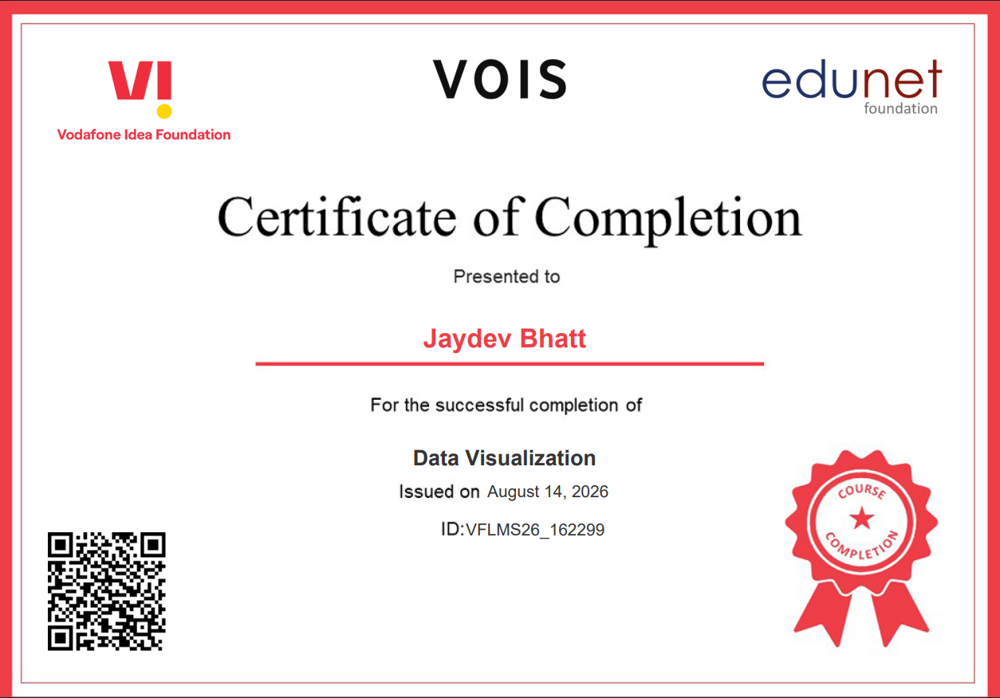 VI
VOIS
edunet
foundation
Vodafone Idea Foundation
Certificate of Completion
Presented to
Jaydev Bhatt
For the successful completion of
Data Visualization
Issued on August 14, 2026
ID:VFLMS26_162299
COURSE
COMPLETION